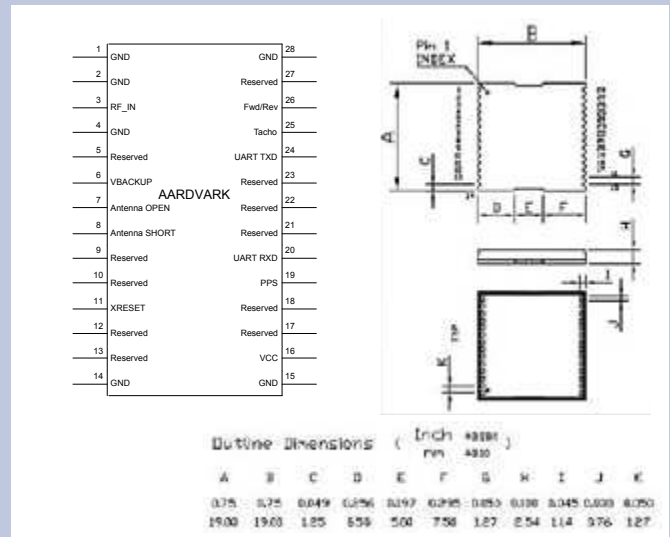 1 GND
2 GND
3 RF_IN
4 GND
5 Reserved
6 VBACKUP
7 Antenna OPEN
8 Antenna SHORT
9 Reserved
10 Reserved
11 XRESET
12 Reserved
13 Reserved
14 GND
AARDVARK
GND 28
Reserved 27
Fwd/Rev 26
Tacho 25
UART TXD 24
Reserved 23
Reserved 22
Reserved 21
UART RXD 20
PPS 19
Reserved 18
Reserved 17
VCC 16
GND 15
Pin 1
INDEX
B
A
C
G
D E F
H
I
J
K
Outline Dimensions ( Inch
mm )
A B C D E F G H I J K
0.75 0.75 0.049 0.256 0.197 0.295 0.050 0.100 0.045 0.030 0.050
19.00 19.00 1.25 6.50 5.00 7.50 1.27 2.54 1.14 0.76 1.27